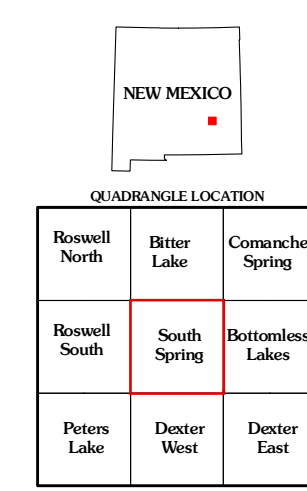 NEW MEXICO
QUADRANGLE LOCATION
Roswell
North
Bitter
Lake
Comanche
Spring
Roswell
South
South
Spring
Bottomless
Lakes
Peters
Lake
Dexter
West
Dexter
East